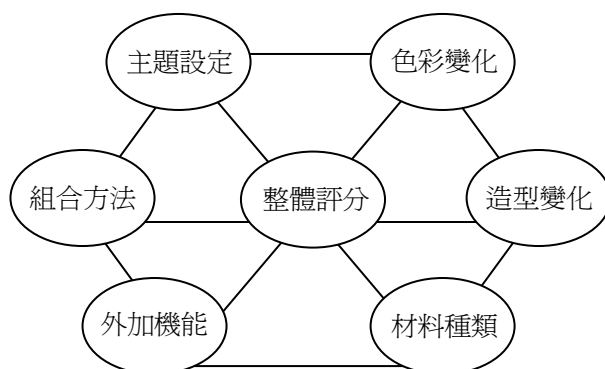 主題設定
色彩變化
組合方法
整體評分
造型變化
外加機能
材料種類